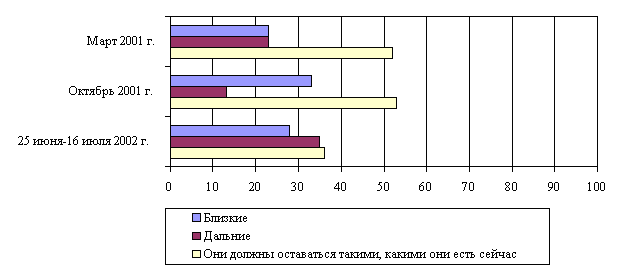 Март 2001 г.
Октябрь 2001 г.
25 июня-16 июля 2002 г.
0 10 20 30 40 50 60 70 80 90 100
Близкие
Дальние
Они должны оставаться такими, какими они есть сейчас